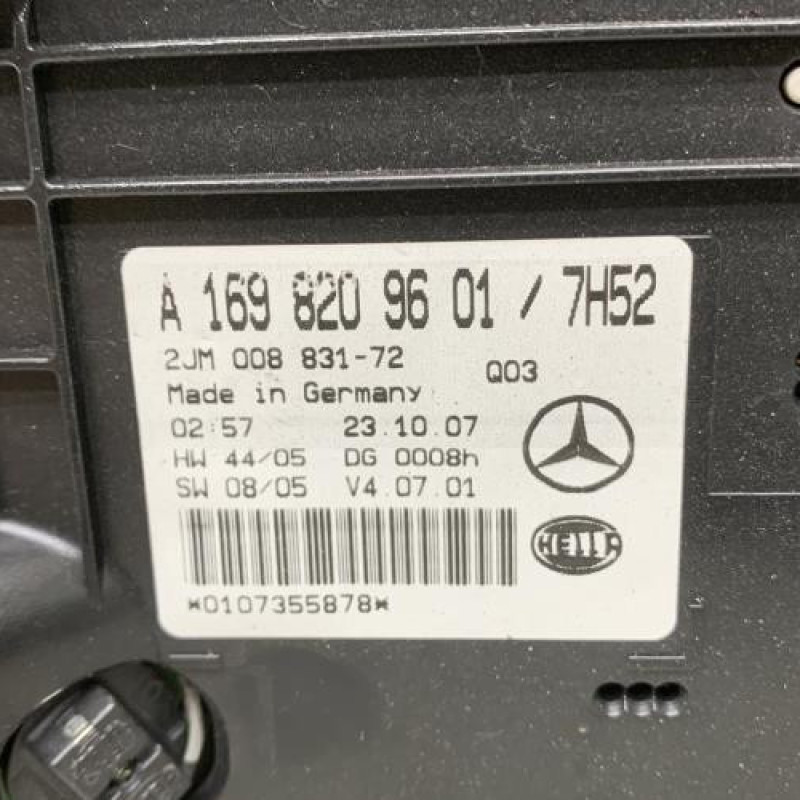 A 169 820 96 01 / 7H52
2JM 008 831-72 Q03
Made in Germany
02:57 23.10.07
HW 44/05 DG 0008h
SW 08/05 V4.07.01
HELLA
*0107355878*